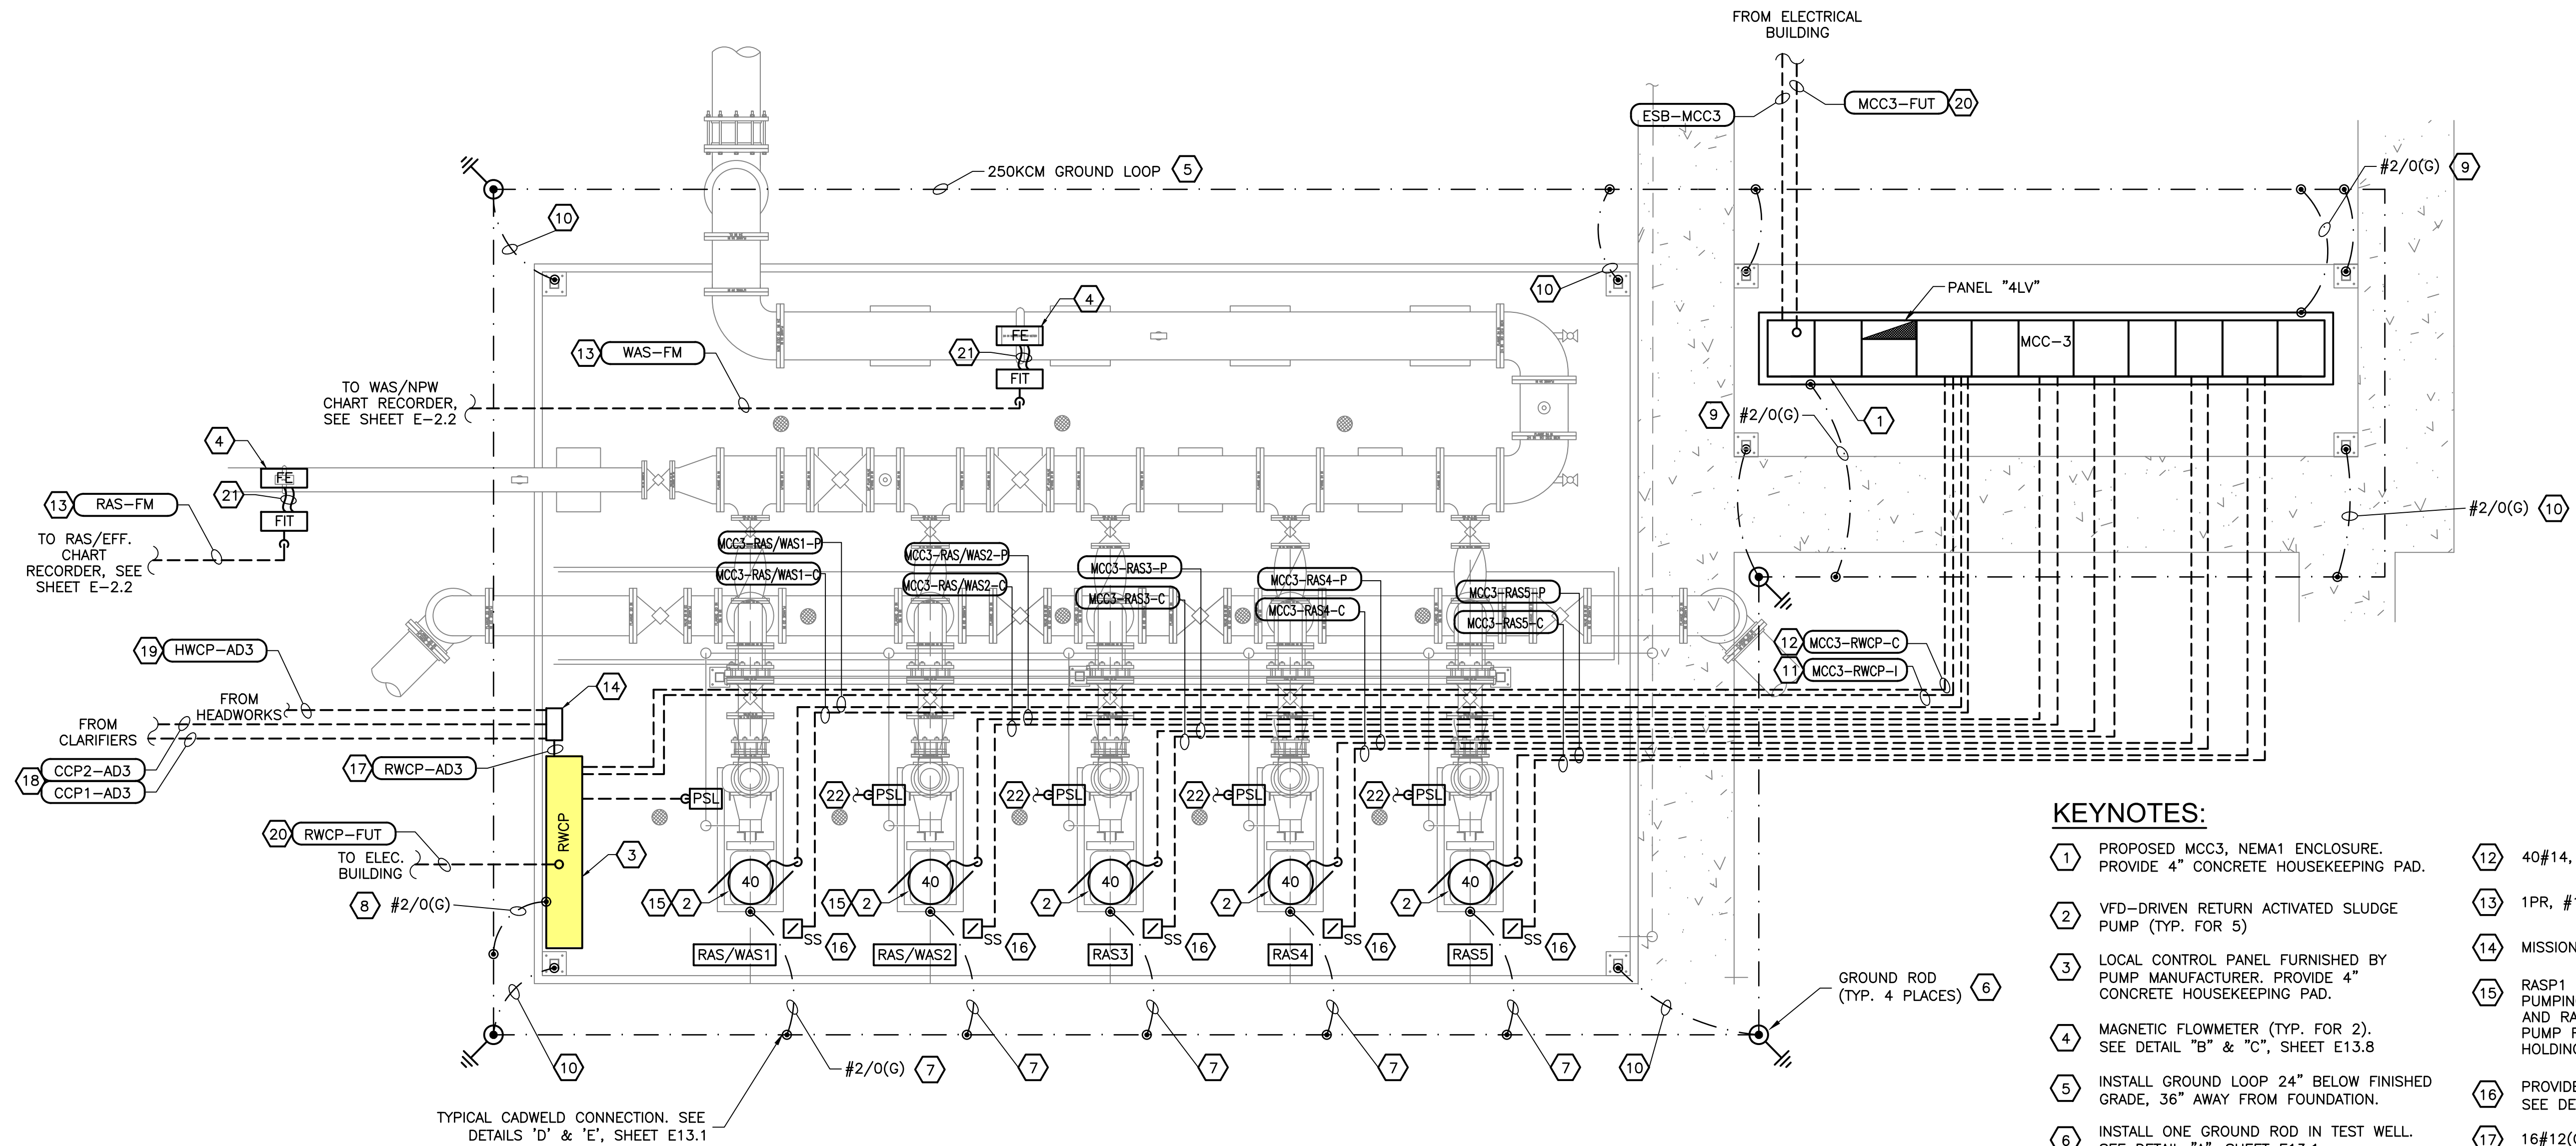 FROM ELECTRICAL
BUILDING
ESB-MCC3
MCC3-FUT
20
250KCM GROUND LOOP
5
#2/0(G)
9
10
10
4
PANEL "4LV"
FE
13
WAS-FM
21
FIT
MCC-3
TO WAS/NPW
CHART RECORDER,
SEE SHEET E-2.2
9
#2/0(G)
1
4
FE
21
13
RAS-FM
FIT
#2/0(G)
10
TO RAS/EFF.
CHART
RECORDER, SEE
SHEET E-2.2
MCC3-RAS/WAS1-P
MCC3-RAS/WAS2-P
MCC3-RAS3-P
MCC3-RAS4-P
MCC3-RAS5-P
MCC3-RAS/WAS1-C
MCC3-RAS/WAS2-C
MCC3-RAS3-C
MCC3-RAS4-C
MCC3-RAS5-C
12
MCC3-RWCP-C
11
MCC3-RWCP-I
19
HWCP-AD3
14
FROM
HEADWORKS
FROM
CLARIFIERS
18
CCP2-AD3
CCP1-AD3
17
RWCP-AD3
PSL
22
PSL
22
PSL
22
PSL
22
PSL
RWCP
20
RWCP-FUT
3
TO ELEC.
BUILDING
8
#2/0(G)
40
40
40
40
40
15
2
15
2
2
2
2
SS
16
SS
16
SS
16
SS
16
SS
16
RAS/WAS1
RAS/WAS2
RAS3
RAS4
RAS5
GROUND ROD
(TYP. 4 PLACES)
6
10
#2/0(G)
7
7
7
7
7
10
TYPICAL CADWELD CONNECTION. SEE
DETAILS 'D' & 'E', SHEET E13.1
KEYNOTES:
1
PROPOSED MCC3, NEMA1 ENCLOSURE.
PROVIDE 4" CONCRETE HOUSEKEEPING PAD.
2
VFD-DRIVEN RETURN ACTIVATED SLUDGE
PUMP (TYP. FOR 5)
3
LOCAL CONTROL PANEL FURNISHED BY
PUMP MANUFACTURER. PROVIDE 4"
CONCRETE HOUSEKEEPING PAD.
4
MAGNETIC FLOWMETER (TYP. FOR 2).
SEE DETAIL "B" & "C", SHEET E13.8
5
INSTALL GROUND LOOP 24" BELOW FINISHED
GRADE, 36" AWAY FROM FOUNDATION.
6
INSTALL ONE GROUND ROD IN TEST WELL.
SEE DETAIL "A", SHEET E13.1
12
40#14,
13
1PR,
14
MISSION
15
RASP1
AND
PUMP
16
17